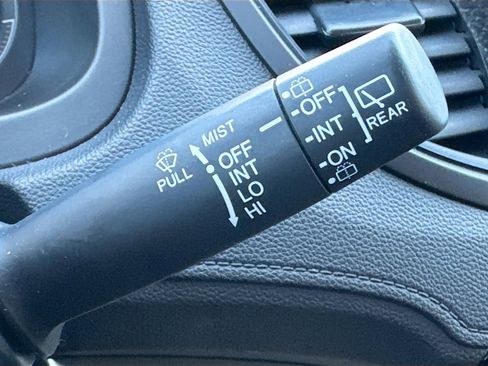 MIST
OFF
INT
LO
HI
PULL
OFF
INT
ON
REAR